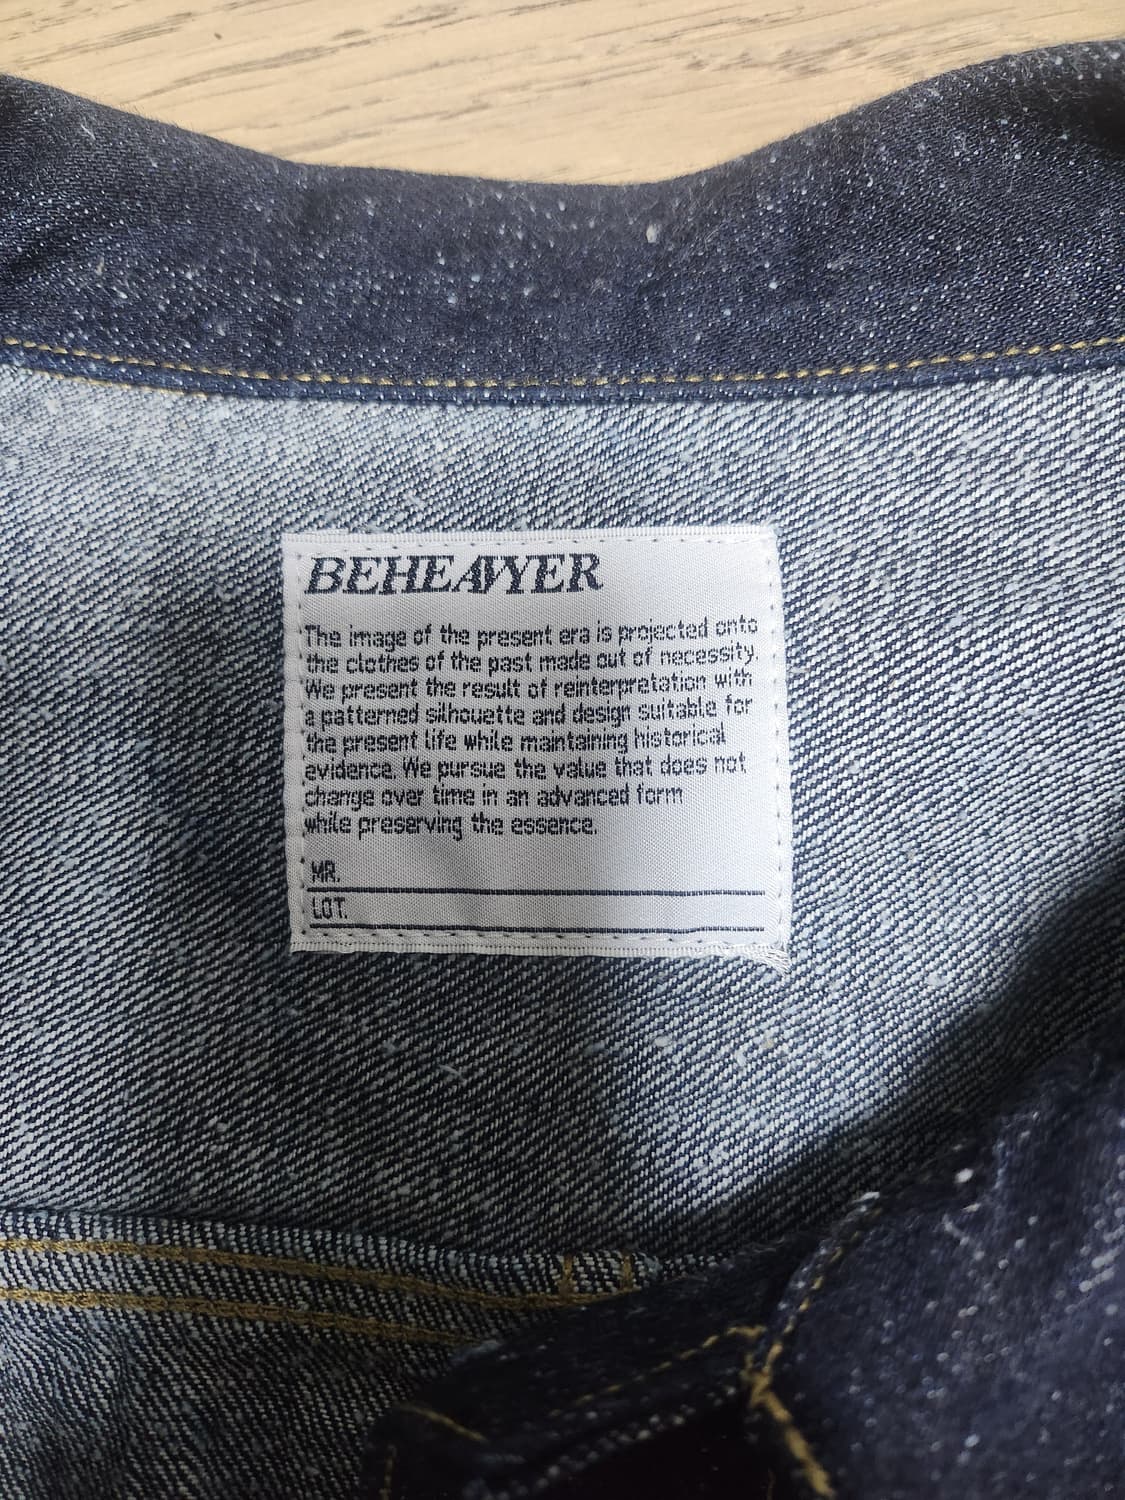 BEHEAVYER
The image of the present era is projected onto
the clothes of the past made out of necessity.
We present the result of reinterpretation with
a patterned silhouette and design suitable for
the present life while maintaining historical
evidence. We pursue the value that does not
change over time in an advanced form
while preserving the essence.
MR.
LOT.